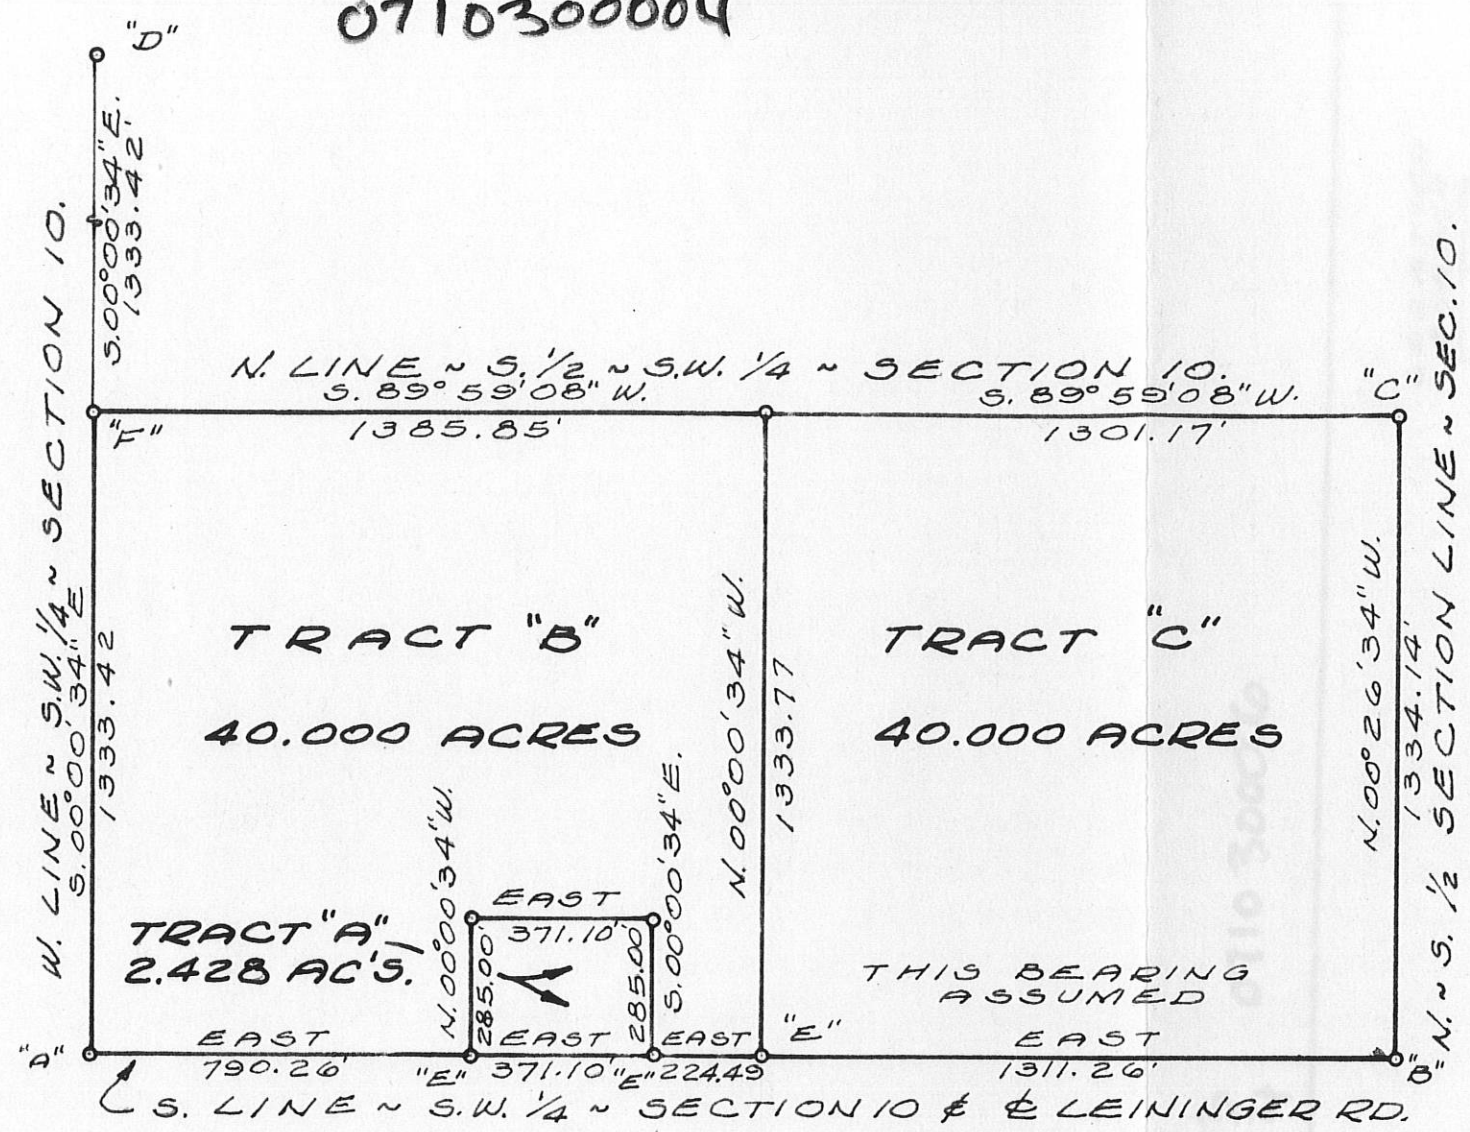 0710300004
"D"
S.00°00'34"E.
1333.42'
W. LINE ~ S.W. 1/4 ~ SECTION 10.
N. LINE ~ S. 1/2 ~ S.W. 1/4 ~ SECTION 10.
S. 89° 59' 08" W.
S. 89° 59' 08" W.
"C"
"F"
1385.85'
1301.17'
S.00°00'34"E
1333.42
TRACT "B"
40.000 ACRES
N.00°00'34"W.
1333.77
TRACT "C"
40.000 ACRES
N.00°26'34"W.
1334.14'
N. ~ S. 1/2 SECTION LINE ~ SEC. 10.
TRACT "A"
2.428 AC'S.
N.00°00'34"W.
285.00'
EAST
371.10'
285.00'
S.00°00'34"E.
THIS BEARING
ASSUMED
0710 3000
"A"
EAST
790.26'
"E"
EAST
371.10'
"E"
EAST
224.49
"E"
EAST
1311.26'
"B"
S. LINE ~ S.W. 1/4 ~ SECTION 10 & ℄ LEININGER RD.